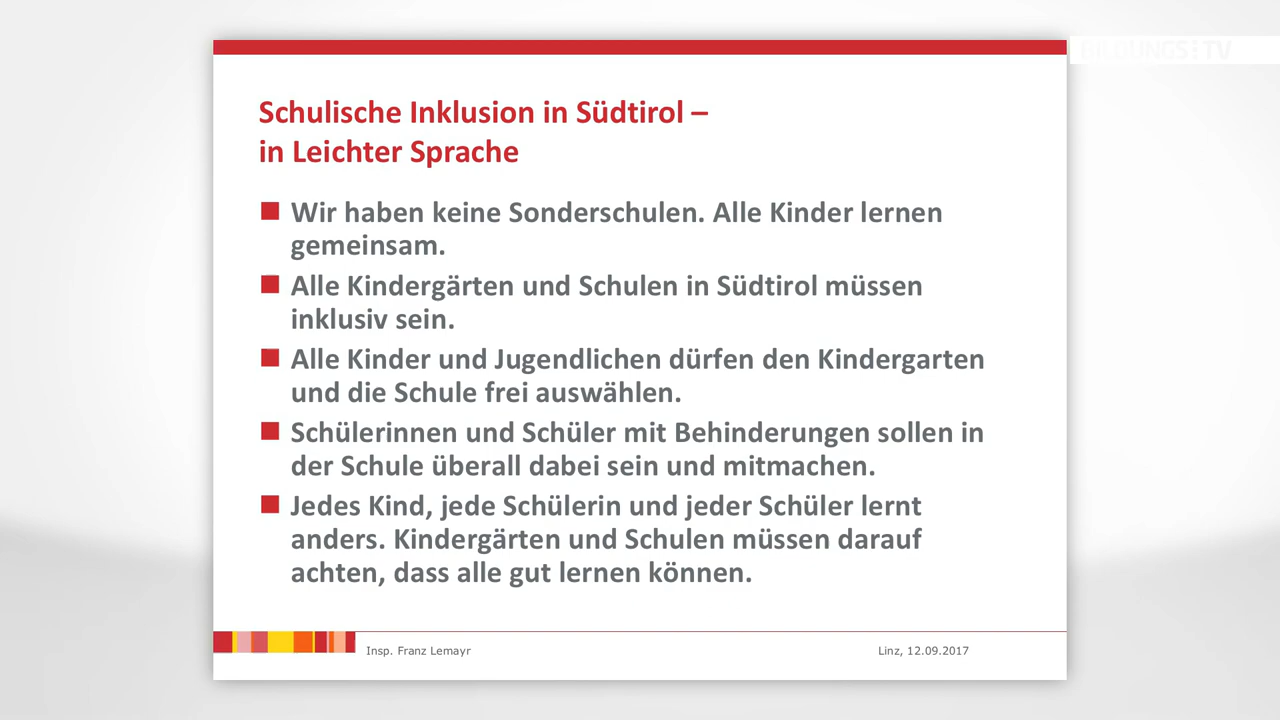 BILDUNGS TV
Schulische Inklusion in Südtirol –
in Leichter Sprache
Wir haben keine Sonderschulen. Alle Kinder lernen
gemeinsam.
Alle Kindergärten und Schulen in Südtirol müssen
inklusiv sein.
Alle Kinder und Jugendlichen dürfen den Kindergarten
und die Schule frei auswählen.
Schülerinnen und Schüler mit Behinderungen sollen in
der Schule überall dabei sein und mitmachen.
Jedes Kind, jede Schülerin und jeder Schüler lernt
anders. Kindergärten und Schulen müssen darauf
achten, dass alle gut lernen können.
Insp. Franz Lemayr
Linz, 12.09.2017